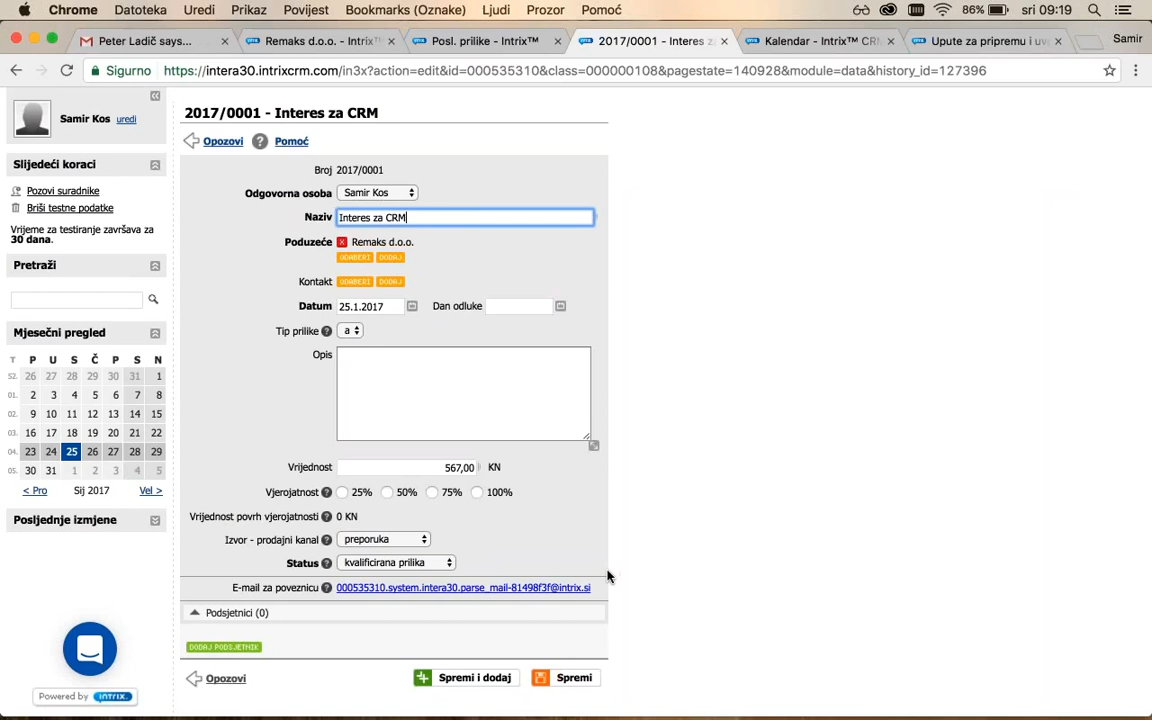 Chrome Datoteka Uredi Prikaz Povijest Bookmarks (Oznake) Ljudi Prozor Pomoć 86% sri 09:19
Peter Ladič says... Remaks d.o.o. - Intrix™ Posl. prilike - Intrix™ 2017/0001 - Interes za Kalendar - Intrix™ CRM Upute za pripremu i Samir
Sigurno https://intera30.intrixcrm.com/in3x?action=edit&id=000535310&class=000000108&pagestate=140928&module=data&history_id=127396
Samir Kos uredi
Slijedeći koraci
Pozovi suradnike
Briši testne podatke
Vrijeme za testiranje završava za
30 dana.
Pretraži
Mjesečni pregled
T P U S Č P S N
52. 26 27 28 29 30 31 1
01. 2 3 4 5 6 7 8
02. 9 10 11 12 13 14 15
03. 16 17 18 19 20 21 22
04. 23 24 25 26 27 28 29
05. 30 31 1 2 3 4 5
< Pro Sij 2017 Vel >
Posljednje izmjene
Powered by intrix.
2017/0001 - Interes za CRM
Opozovi ? Pomoć
Broj 2017/0001
Odgovorna osoba Samir Kos
Naziv Interes za CRM
Poduzeće X Remaks d.o.o.
ODABERI DODAJ
Kontakt ODABERI DODAJ
Datum 25.1.2017 Dan odluke
Tip prilike ? a
Opis
Vrijednost 567,00 KN
Vjerojatnost ? 25% 50% 75% 100%
Vrijednost povrh vjerojatnosti ? 0 KN
Izvor - prodajni kanal ? preporuka
Status ? kvalificirana prilika
E-mail za poveznicu ? 000535310.system.intera30.parse_mail-81498f3f@intrix.si
Podsjetnici (0)
DODAJ PODSJETNIK
Opozovi Spremi i dodaj Spremi